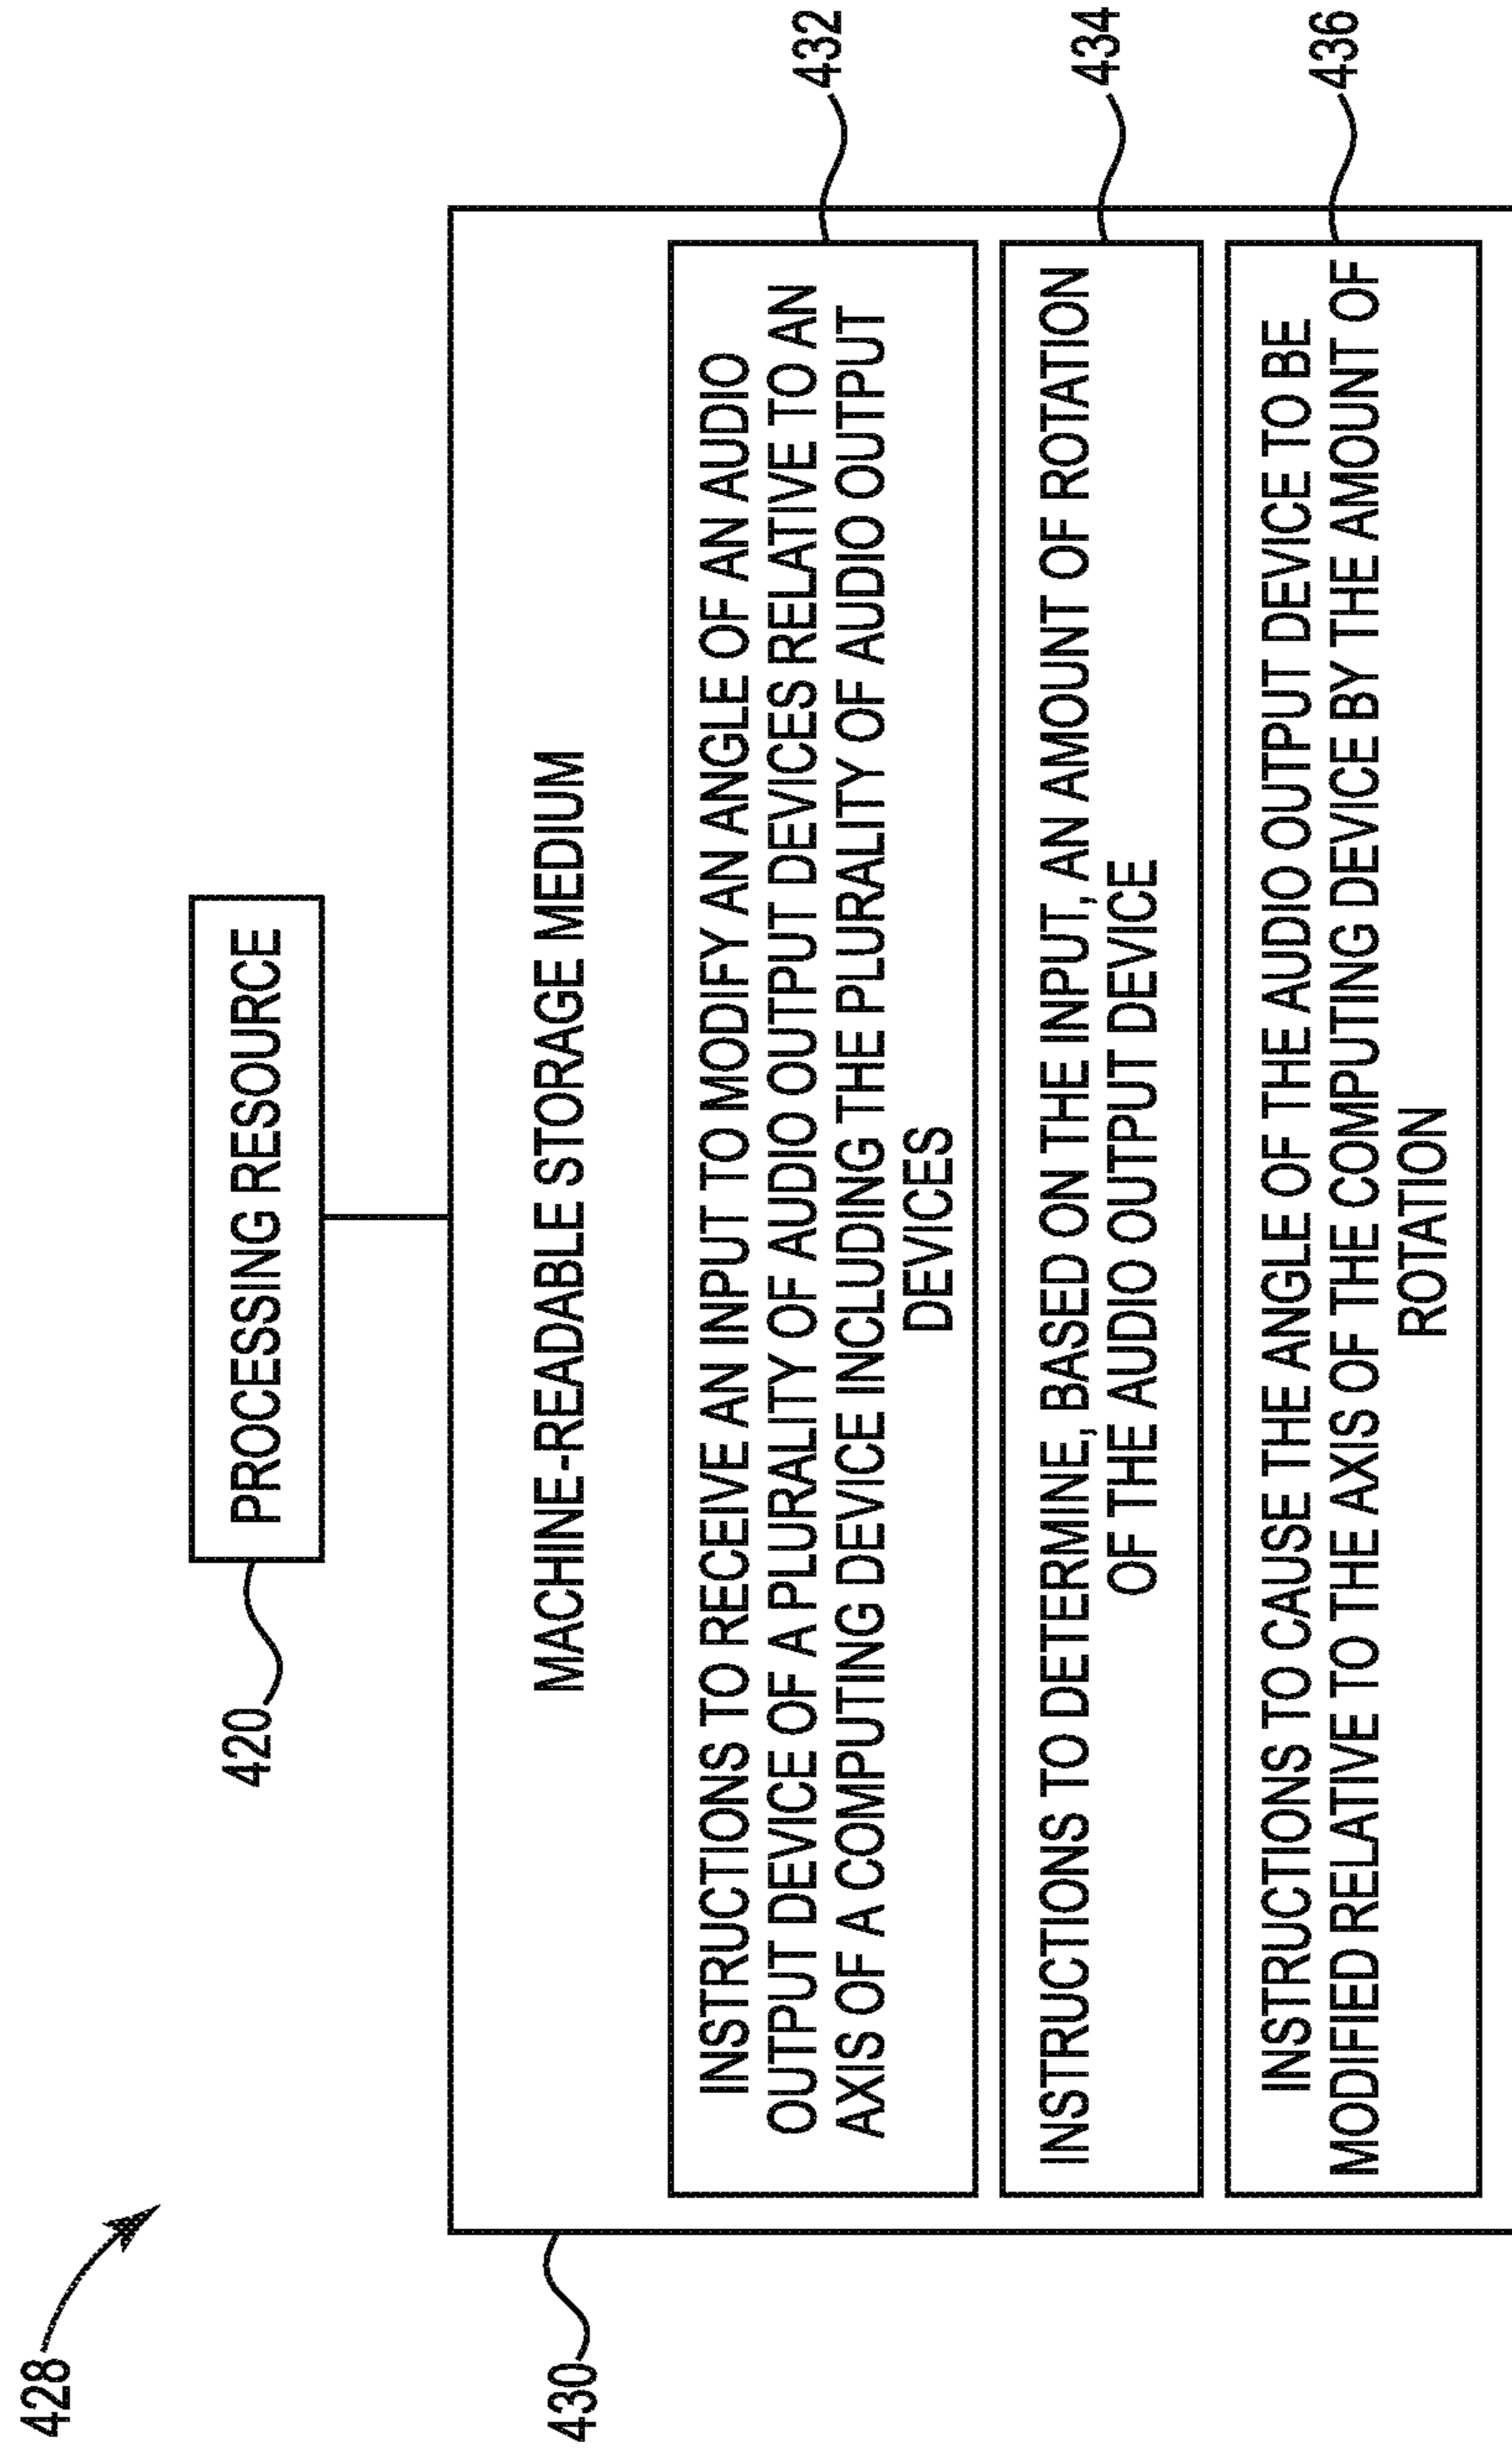 428
420
PROCESSING RESOURCE
430
MACHINE-READABLE STORAGE MEDIUM
INSTRUCTIONS TO RECEIVE AN INPUT TO MODIFY AN ANGLE OF AN AUDIO
OUTPUT DEVICE OF A PLURALITY OF AUDIO OUTPUT DEVICES RELATIVE TO AN
AXIS OF A COMPUTING DEVICE INCLUDING THE PLURALITY OF AUDIO OUTPUT
DEVICES
432
INSTRUCTIONS TO DETERMINE, BASED ON THE INPUT, AN AMOUNT OF ROTATION
OF THE AUDIO OUTPUT DEVICE
434
INSTRUCTIONS TO CAUSE THE ANGLE OF THE AUDIO OUTPUT DEVICE TO BE
MODIFIED RELATIVE TO THE AXIS OF THE COMPUTING DEVICE BY THE AMOUNT OF
ROTATION
436